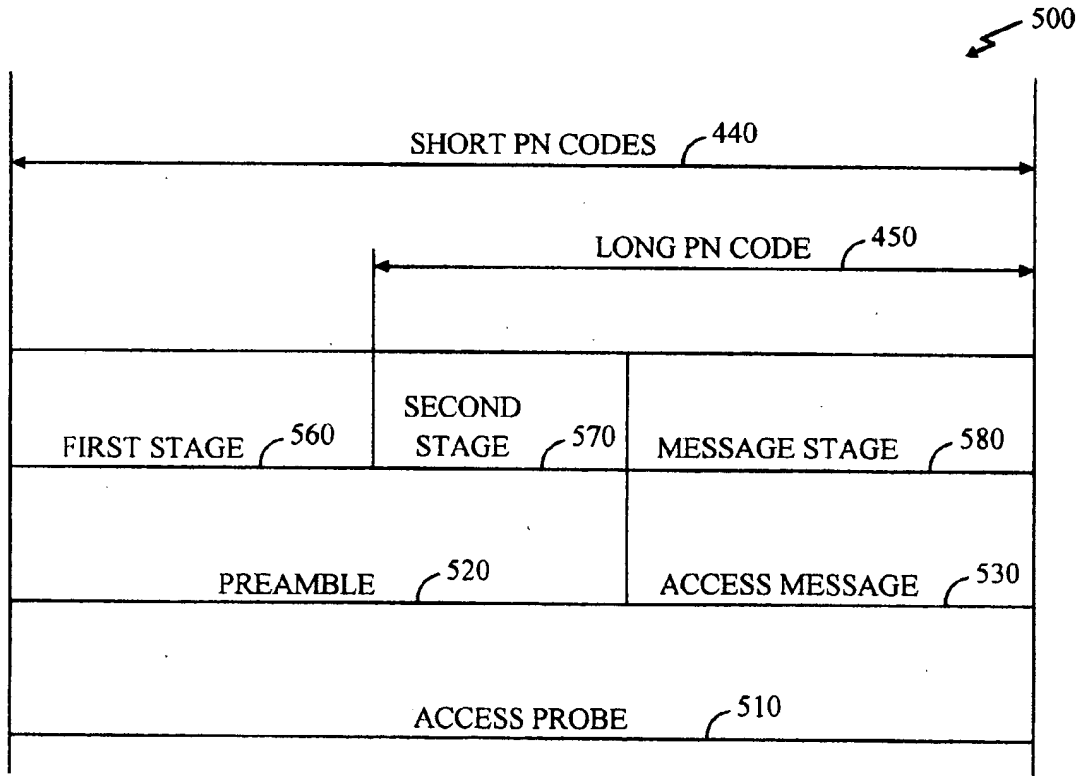 500
SHORT PN CODES 440
LONG PN CODE 450
FIRST STAGE 560
SECOND
STAGE 570
MESSAGE STAGE 580
PREAMBLE 520
ACCESS MESSAGE 530
ACCESS PROBE 510